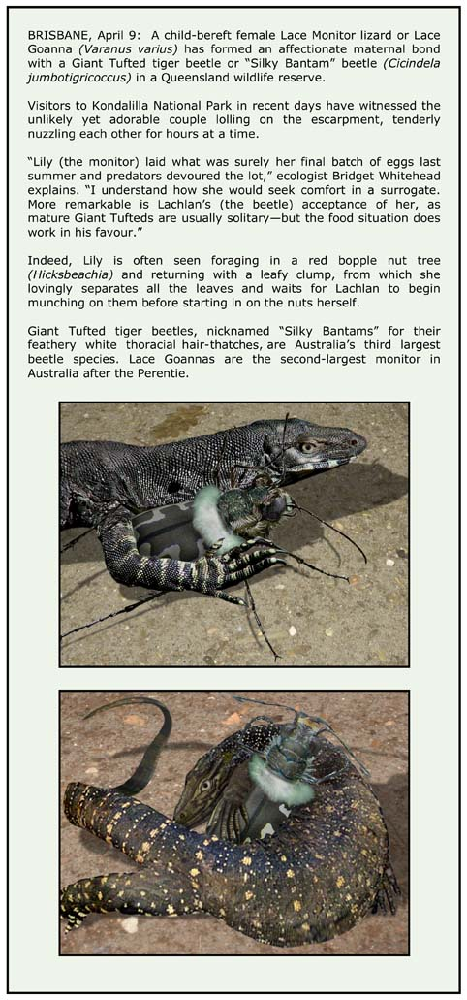 BRISBANE, April 9: A child-bereft female Lace Monitor lizard or Lace
Goanna (Varanus varius) has formed an affectionate maternal bond
with a Giant Tufted tiger beetle or “Silky Bantam” beetle (Cicindela
jumbotigricoccus) in a Queensland wildlife reserve.
Visitors to Kondalilla National Park in recent days have witnessed the
unlikely yet adorable couple lolling on the escarpment, tenderly
nuzzling each other for hours at a time.
“Lily (the monitor) laid what was surely her final batch of eggs last
summer and predators devoured the lot,” ecologist Bridget Whitehead
explains. “I understand how she would seek comfort in a surrogate.
More remarkable is Lachlan’s (the beetle) acceptance of her, as
mature Giant Tufteds are usually solitary—but the food situation does
work in his favour.”
Indeed, Lily is often seen foraging in a red bopple nut tree
(Hicksbeachia) and returning with a leafy clump, from which she
lovingly separates all the leaves and waits for Lachlan to begin
munching on them before starting in on the nuts herself.
Giant Tufted tiger beetles, nicknamed “Silky Bantams” for their
feathery white thoracial hair-thatches, are Australia’s third largest
beetle species. Lace Goannas are the second-largest monitor in
Australia after the Perentie.